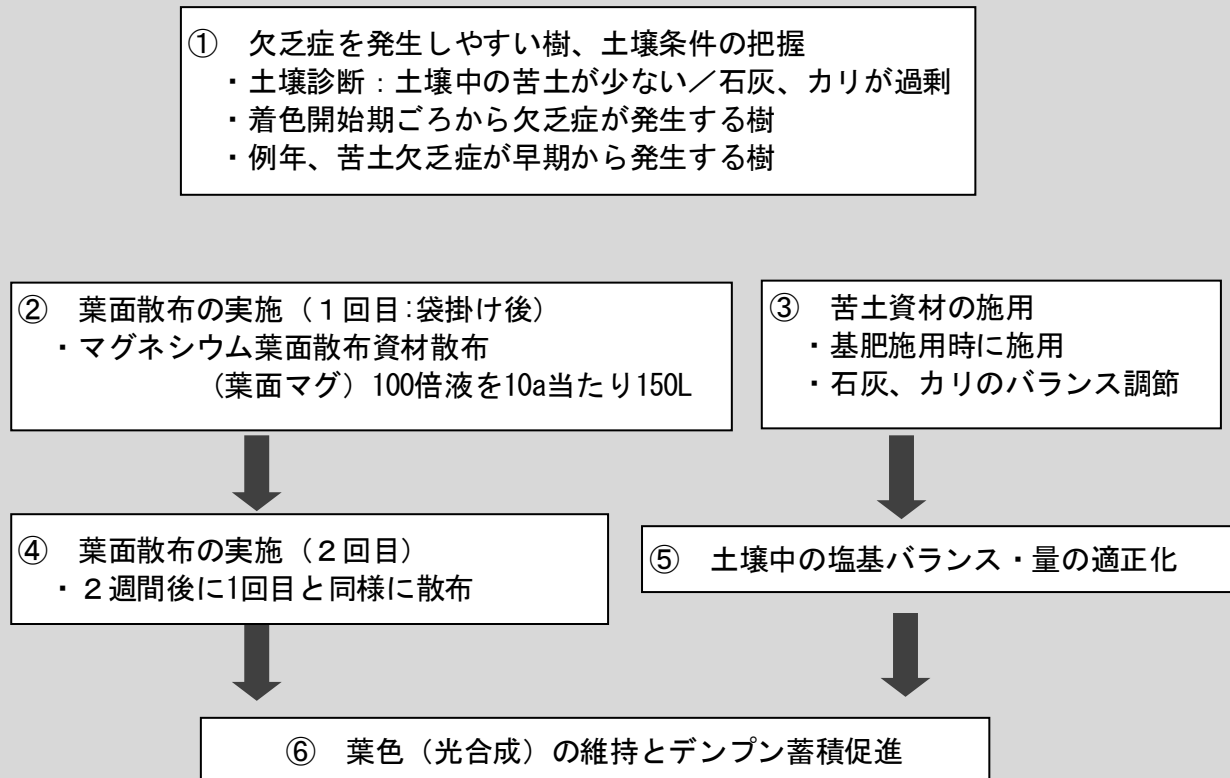 ① 欠乏症を発生しやすい樹、土壌条件の把握
・土壌診断：土壌中の苦土が少ない／石灰、カリが過剰
・着色開始期ごろから欠乏症が発生する樹
・例年、苦土欠乏症が早期から発生する樹
② 葉面散布の実施（１回目:袋掛け後）
・マグネシウム葉面散布資材散布
（葉面マグ）100倍液を10a当たり150L
③ 苦土資材の施用
・基肥施用時に施用
・石灰、カリのバランス調節
④ 葉面散布の実施（２回目）
・２週間後に1回目と同様に散布
⑤ 土壌中の塩基バランス・量の適正化
⑥ 葉色（光合成）の維持とデンプン蓄積促進